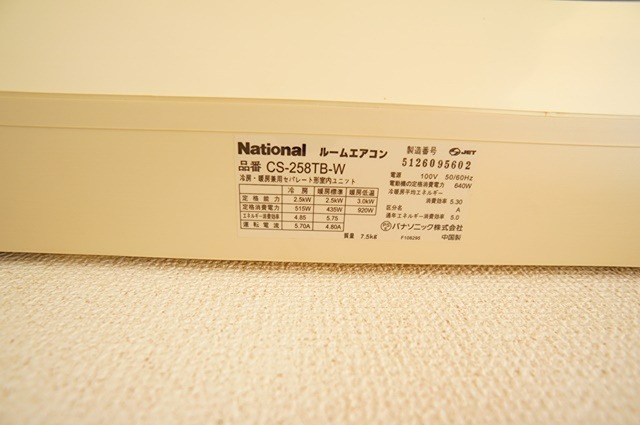 National ルームエアコン
品番 CS-258TB-W
冷房・暖房兼用セパレート形室内ユニット
冷房 暖房標準 暖房低温
定格能力 2.5kW 2.5kW 3.0kW
定格消費電力 515W 435W 920W
エネルギー消費効率 4.85 5.75
運転電流 5.70A 4.80A
質量 7.5kg
製造番号 JET
5126095602
電源 100V 50/60Hz
電動機の定格消費電力 640W
冷暖房平均エネルギー
消費効率 5.30
区分名 A
通年エネルギー消費効率 5.0
パナソニック株式会社
F108295 中国製